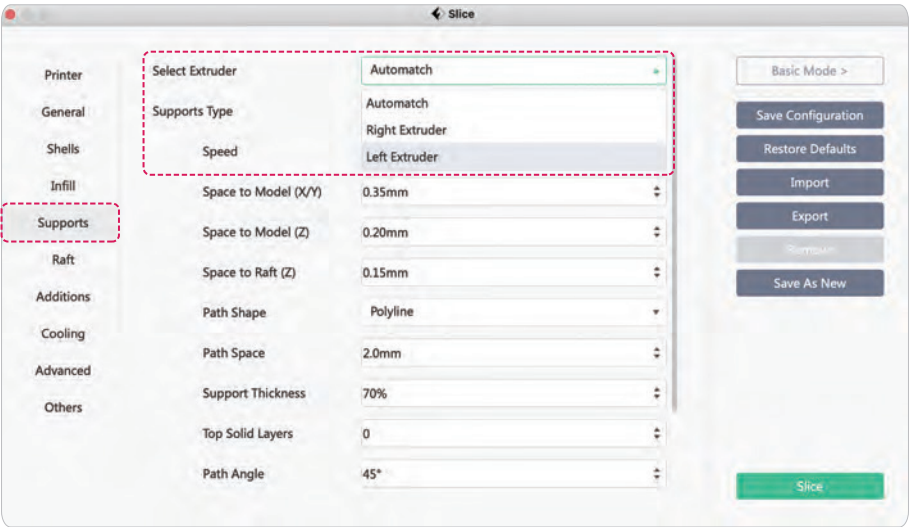 Slice
Printer
General
Shells
Infill
Supports
Raft
Additions
Cooling
Advanced
Others
Select Extruder
Automatch
Automatch
Right Extruder
Left Extruder
Supports Type
Speed
Space to Model (X/Y)
0.35mm
Space to Model (Z)
0.20mm
Space to Raft (Z)
0.15mm
Path Shape
Polyline
Path Space
2.0mm
Support Thickness
70%
Top Solid Layers
0
Path Angle
45°
Basic Mode >
Save Configuration
Restore Defaults
Import
Export
Remove
Save As New
Slice